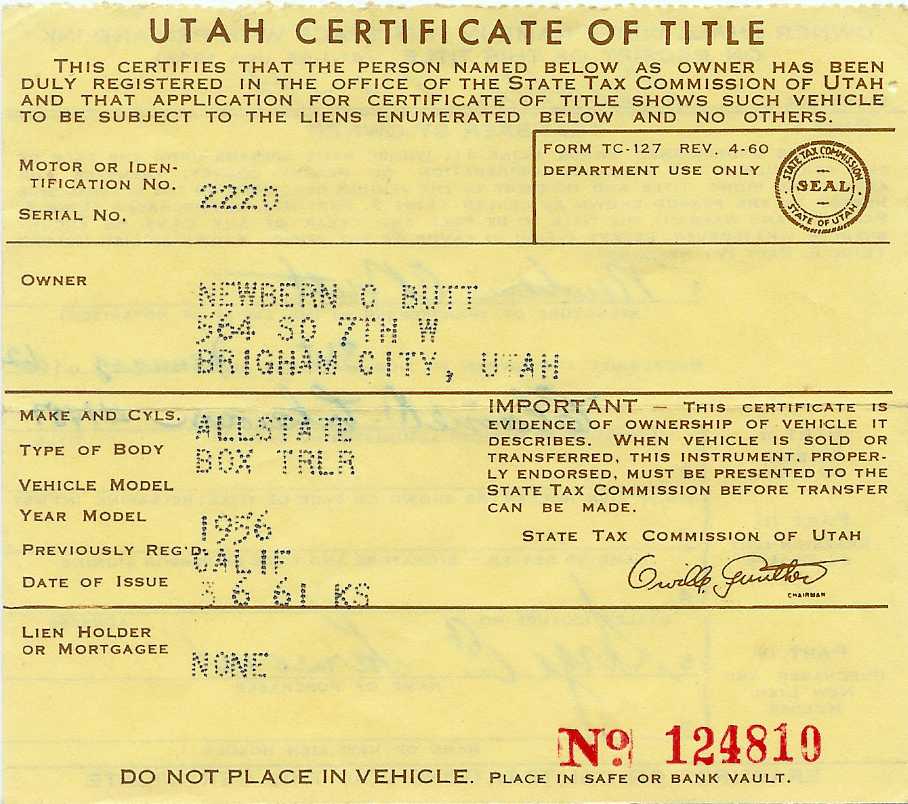 UTAH CERTIFICATE OF TITLE
THIS CERTIFIES THAT THE PERSON NAMED BELOW AS OWNER HAS BEEN
DULY REGISTERED IN THE OFFICE OF THE STATE TAX COMMISSION OF UTAH
AND THAT APPLICATION FOR CERTIFICATE OF TITLE SHOWS SUCH VEHICLE
TO BE SUBJECT TO THE LIENS ENUMERATED BELOW AND NO OTHERS.
MOTOR OR IDEN-
TIFICATION NO.
SERIAL NO.
2220
FORM TC-127 REV. 4-60
DEPARTMENT USE ONLY
STATE TAX COMMISSION
SEAL
STATE OF UTAH
OWNER
NEWBERN C BUTT
564 SO 7TH W
BRIGHAM CITY, UTAH
MAKE AND CYLS. ALLSTATE
TYPE OF BODY BOX TRLR
VEHICLE MODEL
YEAR MODEL 1956
PREVIOUSLY REG'D CALIF
DATE OF ISSUE 3 6 61 KS
IMPORTANT — THIS CERTIFICATE IS
EVIDENCE OF OWNERSHIP OF VEHICLE IT
DESCRIBES. WHEN VEHICLE IS SOLD OR
TRANSFERRED, THIS INSTRUMENT, PROPER-
LY ENDORSED, MUST BE PRESENTED TO THE
STATE TAX COMMISSION BEFORE TRANSFER
CAN BE MADE.
STATE TAX COMMISSION OF UTAH
Orville Gunther
CHAIRMAN
LIEN HOLDER
OR MORTGAGEE
NONE
No. 124810
DO NOT PLACE IN VEHICLE. PLACE IN SAFE OR BANK VAULT.